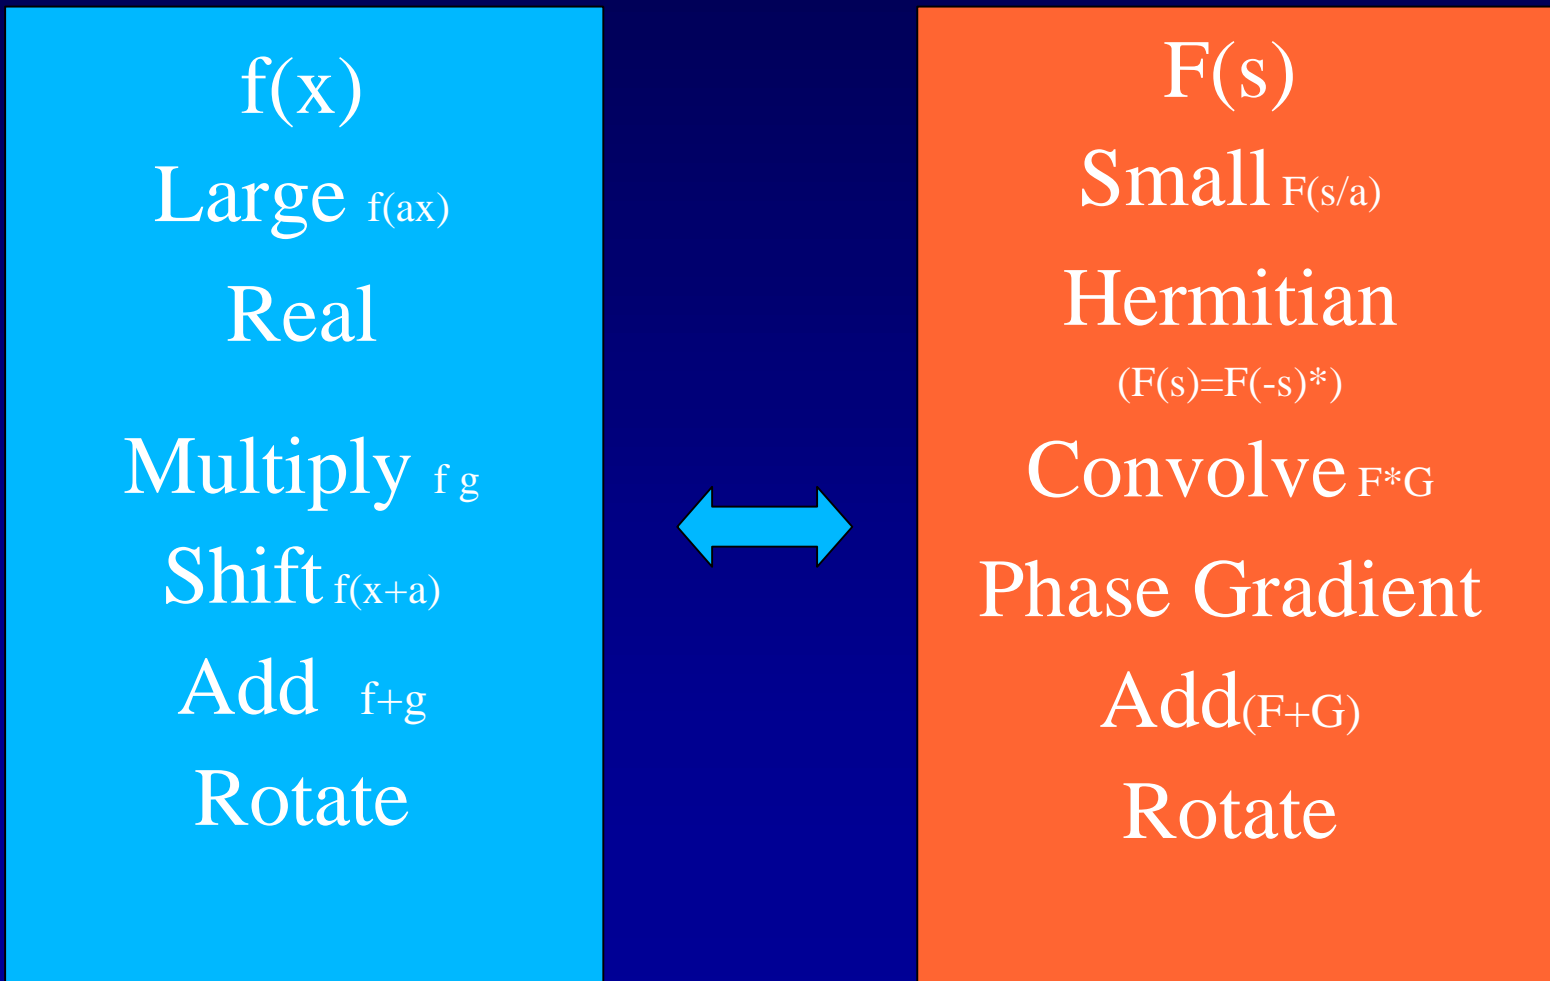 f(x)
Large f(ax)
Real
Multiply f g
Shift f(x+a)
Add f+g
Rotate
F(s)
Small F(s/a)
Hermitian
(F(s)=F(-s)*)
Convolve F*G
Phase Gradient
Add(F+G)
Rotate